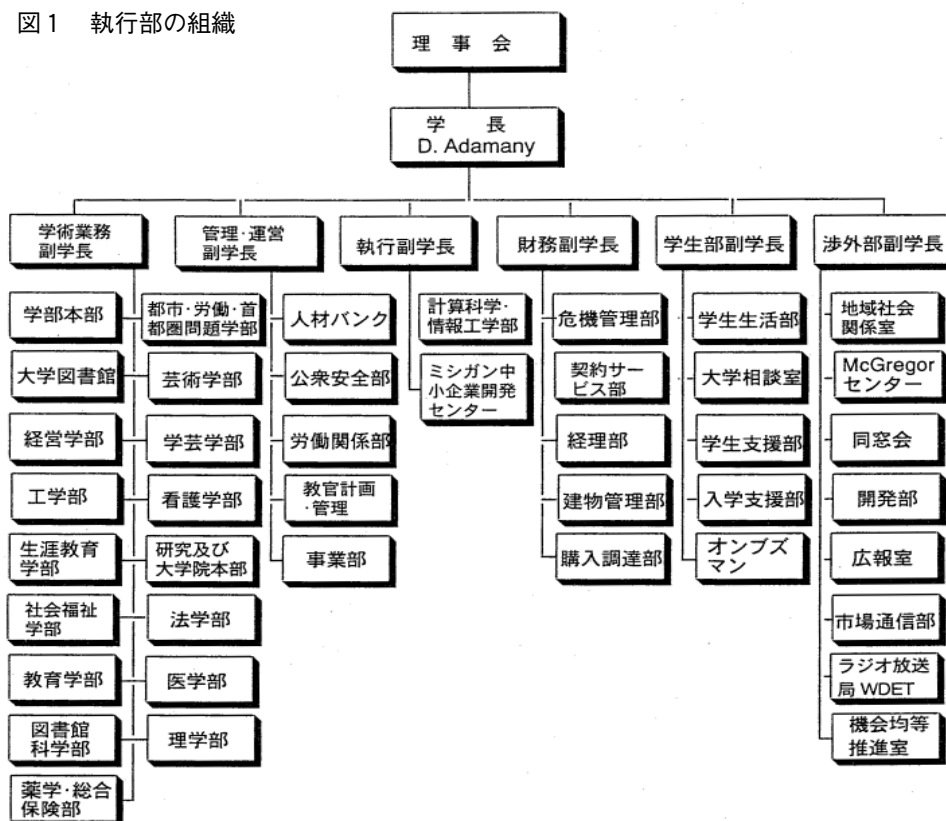 図1 執行部の組織
理事会
学長
D. Adamany
学術業務
副学長
管理・運営
副学長
執行副学長
財務副学長
学生部副学長
渉外部副学長
学部本部
大学図書館
経営学部
工学部
生涯教育
学部
社会福祉
学部
教育学部
図書館
科学部
薬学・総合
保険部
都市・労働・首
都圏問題学部
芸術学部
学芸学部
看護学部
研究及び
大学院本部
法学部
医学部
理学部
人材バンク
公衆安全部
労働関係部
教官計画
・管理
事業部
計算科学・
情報工学部
ミシガン中
小企業開発
センター
危機管理部
契約サー
ビス部
経理部
建物管理部
購入調達部
学生生活部
大学相談室
学生支援部
入学支援部
オンブズ
マン
地域社会
関係室
McGregor
センター
同窓会
開発部
広報室
市場通信部
ラジオ放送
局 WDET
機会均等
推進室